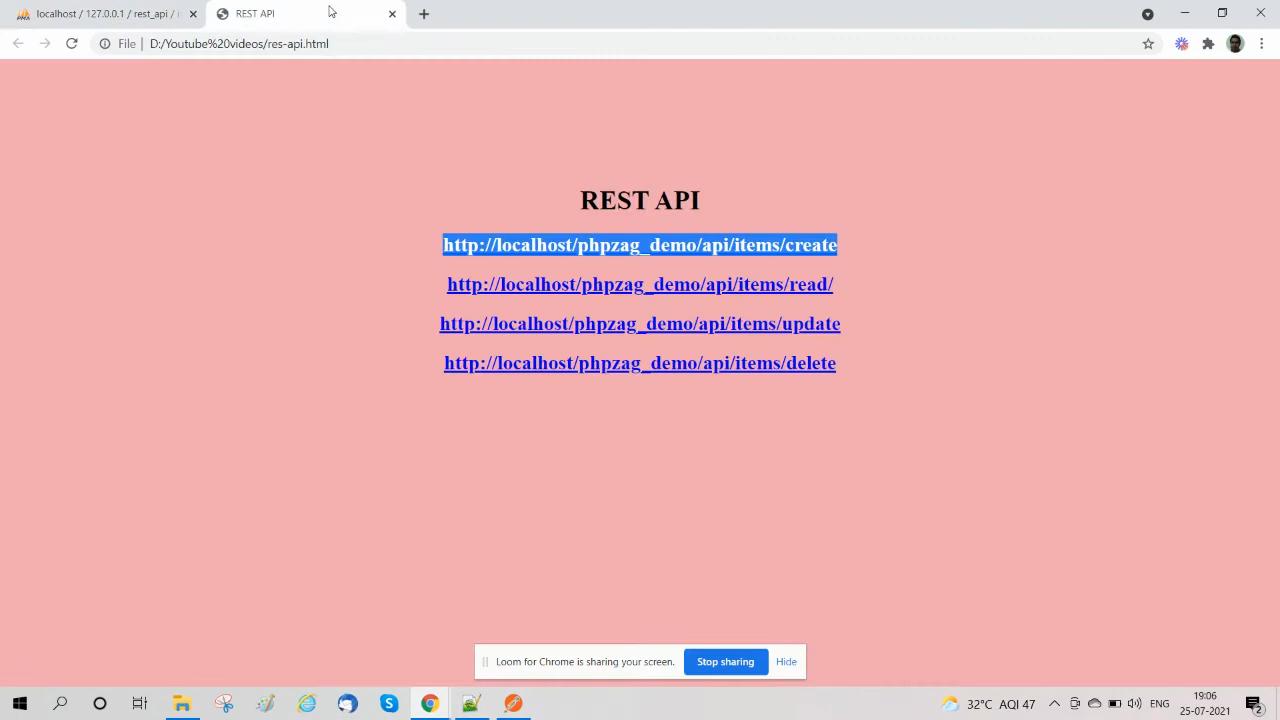 localhost / 127.0.0.1 / rest_api /
REST API
File
D:/Youtube%20videos/res-api.html
REST API
http://localhost/phpzag_demo/api/items/create
http://localhost/phpzag_demo/api/items/read/
http://localhost/phpzag_demo/api/items/update
http://localhost/phpzag_demo/api/items/delete
Loom for Chrome is sharing your screen.
Stop sharing
Hide
32°C AQI 47
ENG
19:06
25-07-2021
2